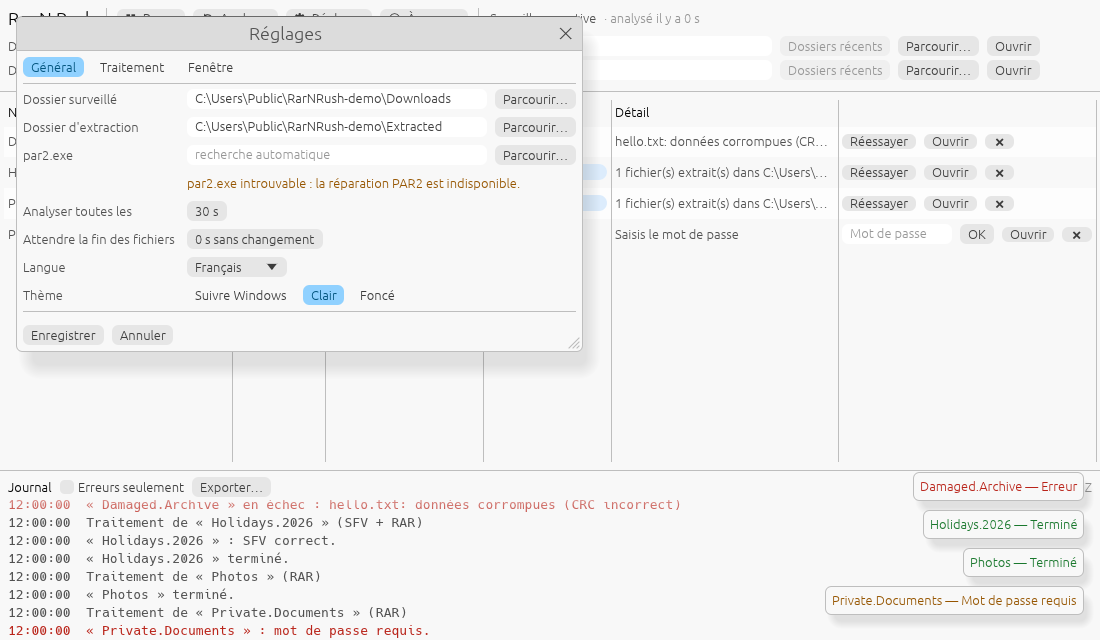 Réglages
ve · analysé il y a 0 s
Dossiers récents Parcourir… Ouvrir
Dossiers récents Parcourir… Ouvrir
Général Traitement Fenêtre
Dossier surveillé C:\Users\Public\RarNRush-demo\Downloads Parcourir…
Dossier d'extraction C:\Users\Public\RarNRush-demo\Extracted Parcourir…
par2.exe recherche automatique Parcourir…
par2.exe introuvable : la réparation PAR2 est indisponible.
Analyser toutes les 30 s
Attendre la fin des fichiers 0 s sans changement
Langue Français
Thème Suivre Windows Clair Foncé
Enregistrer Annuler
Détail
hello.txt: données corrompues (CR… Réessayer Ouvrir ×
1 fichier(s) extrait(s) dans C:\Users\… Réessayer Ouvrir ×
1 fichier(s) extrait(s) dans C:\Users\… Réessayer Ouvrir ×
Saisis le mot de passe Mot de passe OK Ouvrir ×
Journal Erreurs seulement Exporter…
12:00:00 « Damaged.Archive » en échec : hello.txt: données corrompues (CRC incorrect)
12:00:00 Traitement de « Holidays.2026 » (SFV + RAR)
12:00:00 « Holidays.2026 » : SFV correct.
12:00:00 « Holidays.2026 » terminé.
12:00:00 Traitement de « Photos » (RAR)
12:00:00 « Photos » terminé.
12:00:00 Traitement de « Private.Documents » (RAR)
12:00:00 « Private.Documents » : mot de passe requis.
Damaged.Archive — Erreur
Holidays.2026 — Terminé
Photos — Terminé
Private.Documents — Mot de passe requis